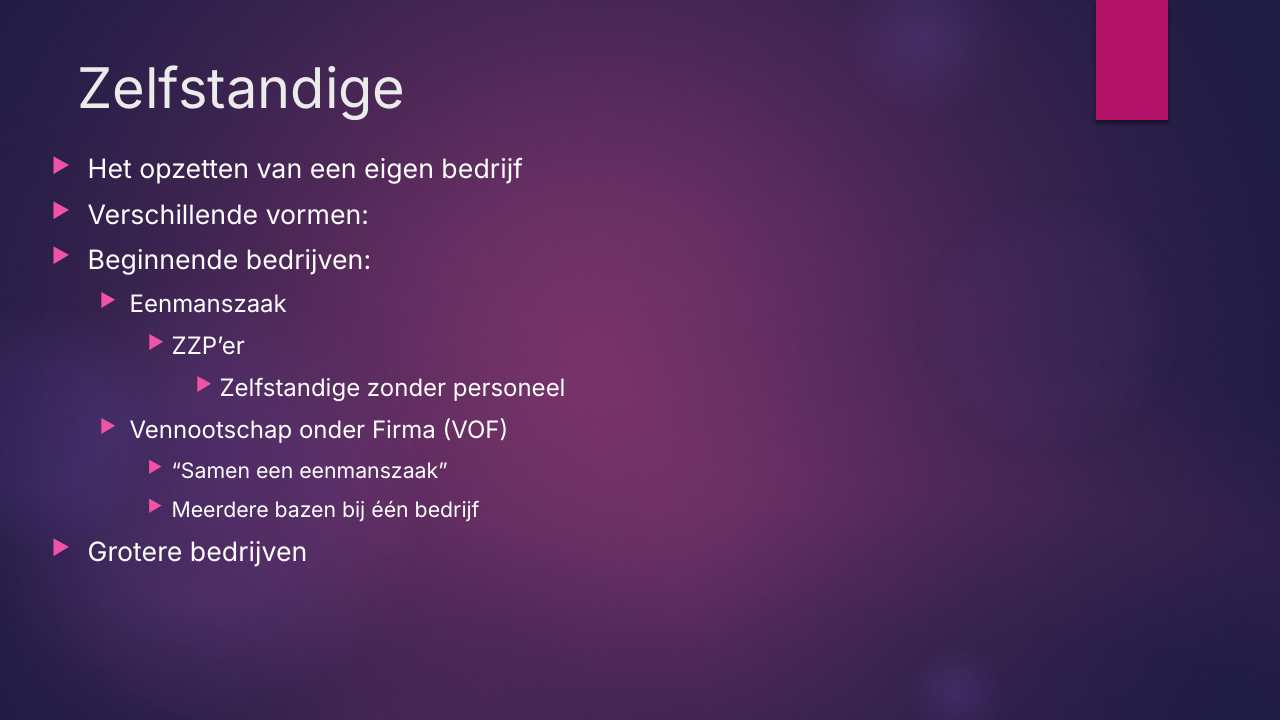 Zelfstandige
Het opzetten van een eigen bedrijf
Verschillende vormen:
Beginnende bedrijven:
Eenmanszaak
ZZP’er
Zelfstandige zonder personeel
Vennootschap onder Firma (VOF)
“Samen een eenmanszaak”
Meerdere bazen bij één bedrijf
Grotere bedrijven